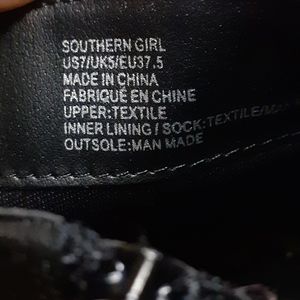 SOUTHERN GIRL
US7/UK5/EU37.5
MADE IN CHINA
FABRIQUÉ EN CHINE
UPPER:TEXTILE
INNER LINING / SOCK:TEXTILE/MAN
OUTSOLE:MAN MADE